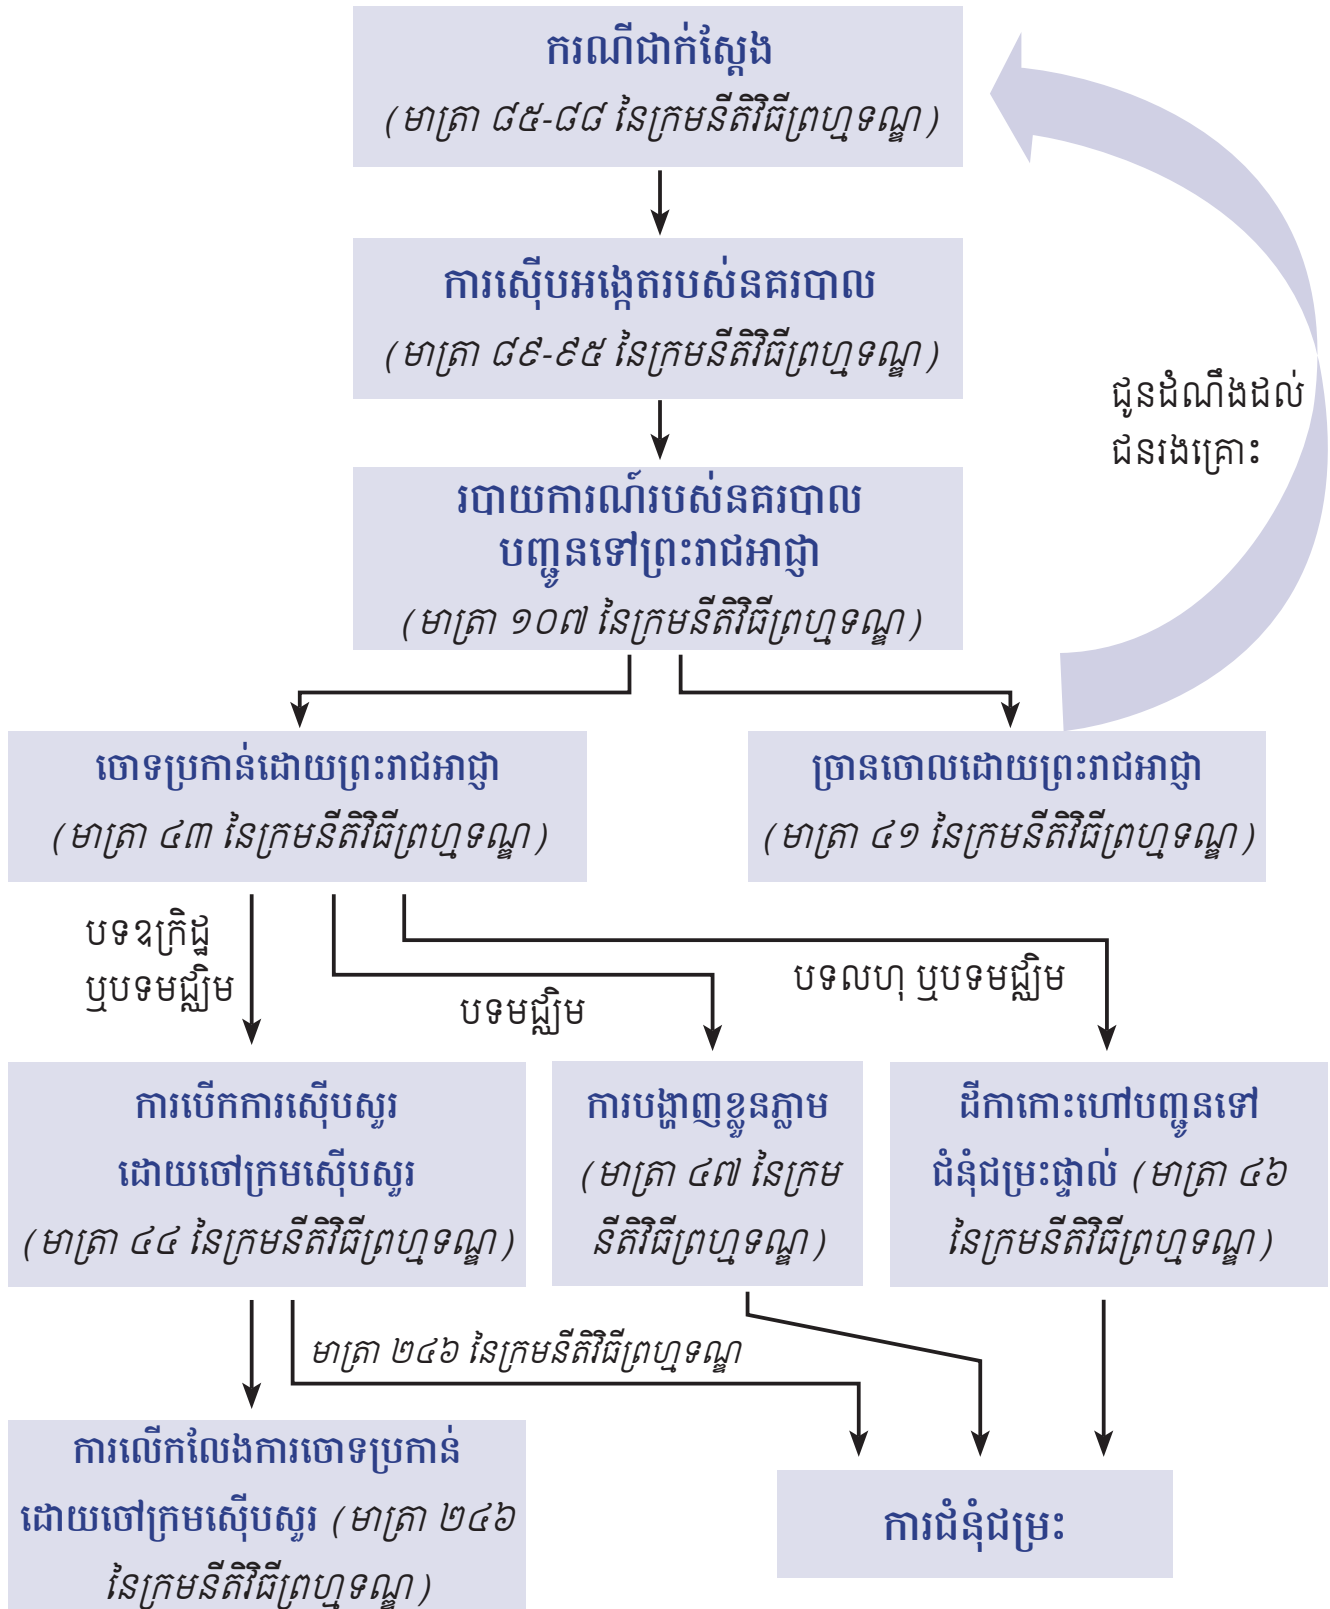 ករណីជាក់ស្តែង
(មាត្រា ៨៥-៨៨ នៃក្រមនីតិវិធីព្រហ្មទណ្ឌ)
ការស៊ើបអង្កេតរបស់នគរបាល
(មាត្រា ៨៩-៩៥ នៃក្រមនីតិវិធីព្រហ្មទណ្ឌ)
ជូនដំណឹងដល់
ជនរងគ្រោះ
របាយការណ៍របស់នគរបាល
បញ្ជូនទៅព្រះរាជអាជ្ញា
(មាត្រា ១០៧ នៃក្រមនីតិវិធីព្រហ្មទណ្ឌ)
ចោទប្រកាន់ដោយព្រះរាជអាជ្ញា
(មាត្រា ៤៣ នៃក្រមនីតិវិធីព្រហ្មទណ្ឌ)
ច្រានចោលដោយព្រះរាជអាជ្ញា
(មាត្រា ៤១ នៃក្រមនីតិវិធីព្រហ្មទណ្ឌ)
បទឧក្រិដ្ឋ
ឬបទមជ្ឈិម
បទមជ្ឈិម
បទលហុ ឬបទមជ្ឈិម
ការបើកការស៊ើបសួរ
ដោយចៅក្រមស៊ើបសួរ
(មាត្រា ៤៤ នៃក្រមនីតិវិធីព្រហ្មទណ្ឌ)
ការបង្ហាញខ្លួនភ្លាម
(មាត្រា ៤៧ នៃក្រម
នីតិវិធីព្រហ្មទណ្ឌ)
ដីកាកោះហៅបញ្ជូនទៅ
ជំនុំជម្រះផ្ទាល់ (មាត្រា ៤៦
នៃក្រមនីតិវិធីព្រហ្មទណ្ឌ)
មាត្រា ២៤៦ នៃក្រមនីតិវិធីព្រហ្មទណ្ឌ
ការលើកលែងការចោទប្រកាន់
ដោយចៅក្រមស៊ើបសួរ (មាត្រា ២៤៦
នៃក្រមនីតិវិធីព្រហ្មទណ្ឌ)
ការជំនុំជម្រះ